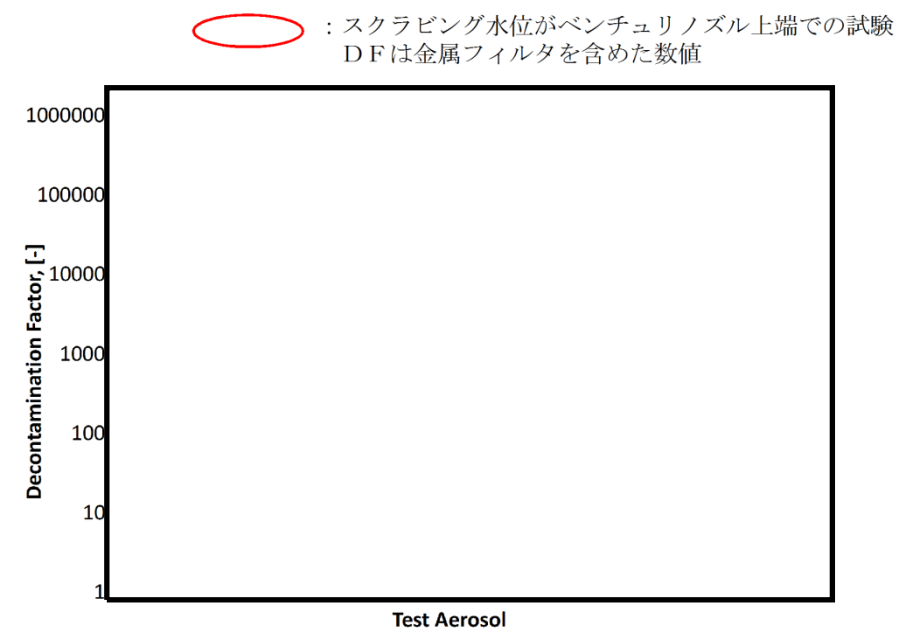 ：スクラビング水位がベンチュリノズル上端での試験
ＤＦは金属フィルタを含めた数値
1000000
100000
10000
1000
100
10
1
Decontamination Factor, [-]
Test Aerosol